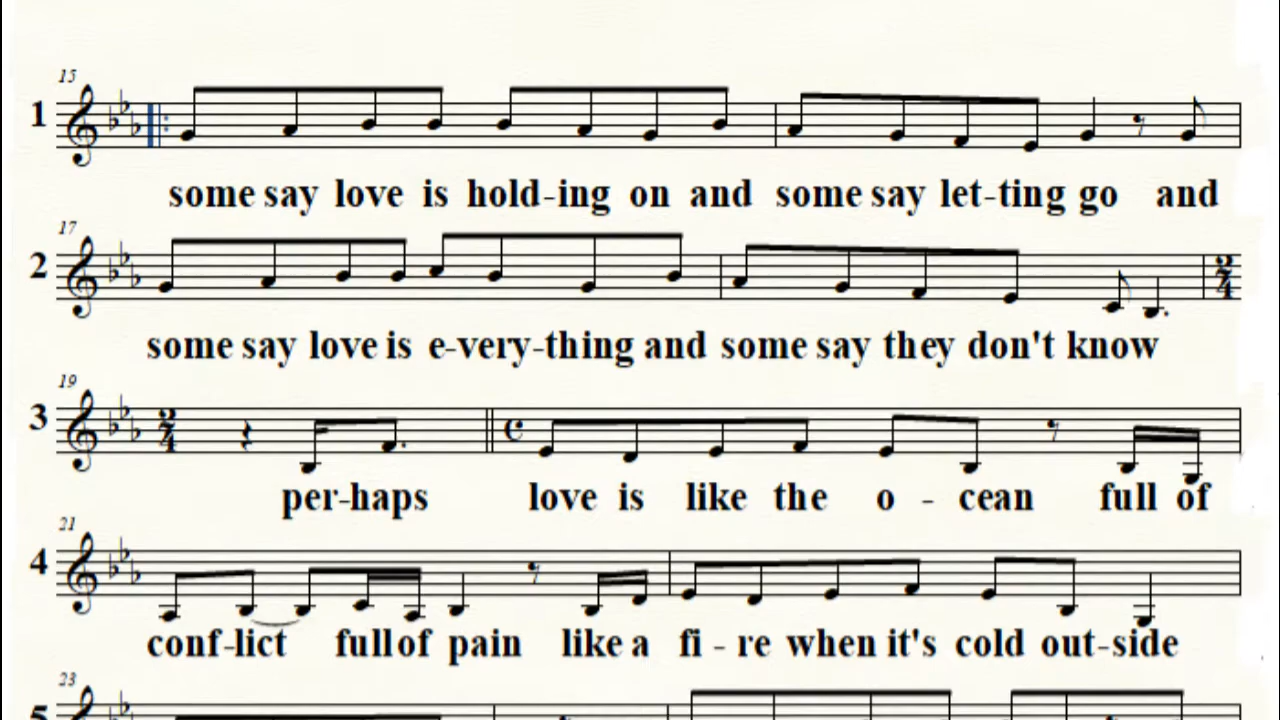 15
1
some say love is hold-ing on and some say let-ting go and
17
2
some say love is e-very-thing and some say they don't know
19
3
per-haps love is like the o - cean full of
21
4
conf-lict full of pain like a fi - re when it's cold out-side
23
5